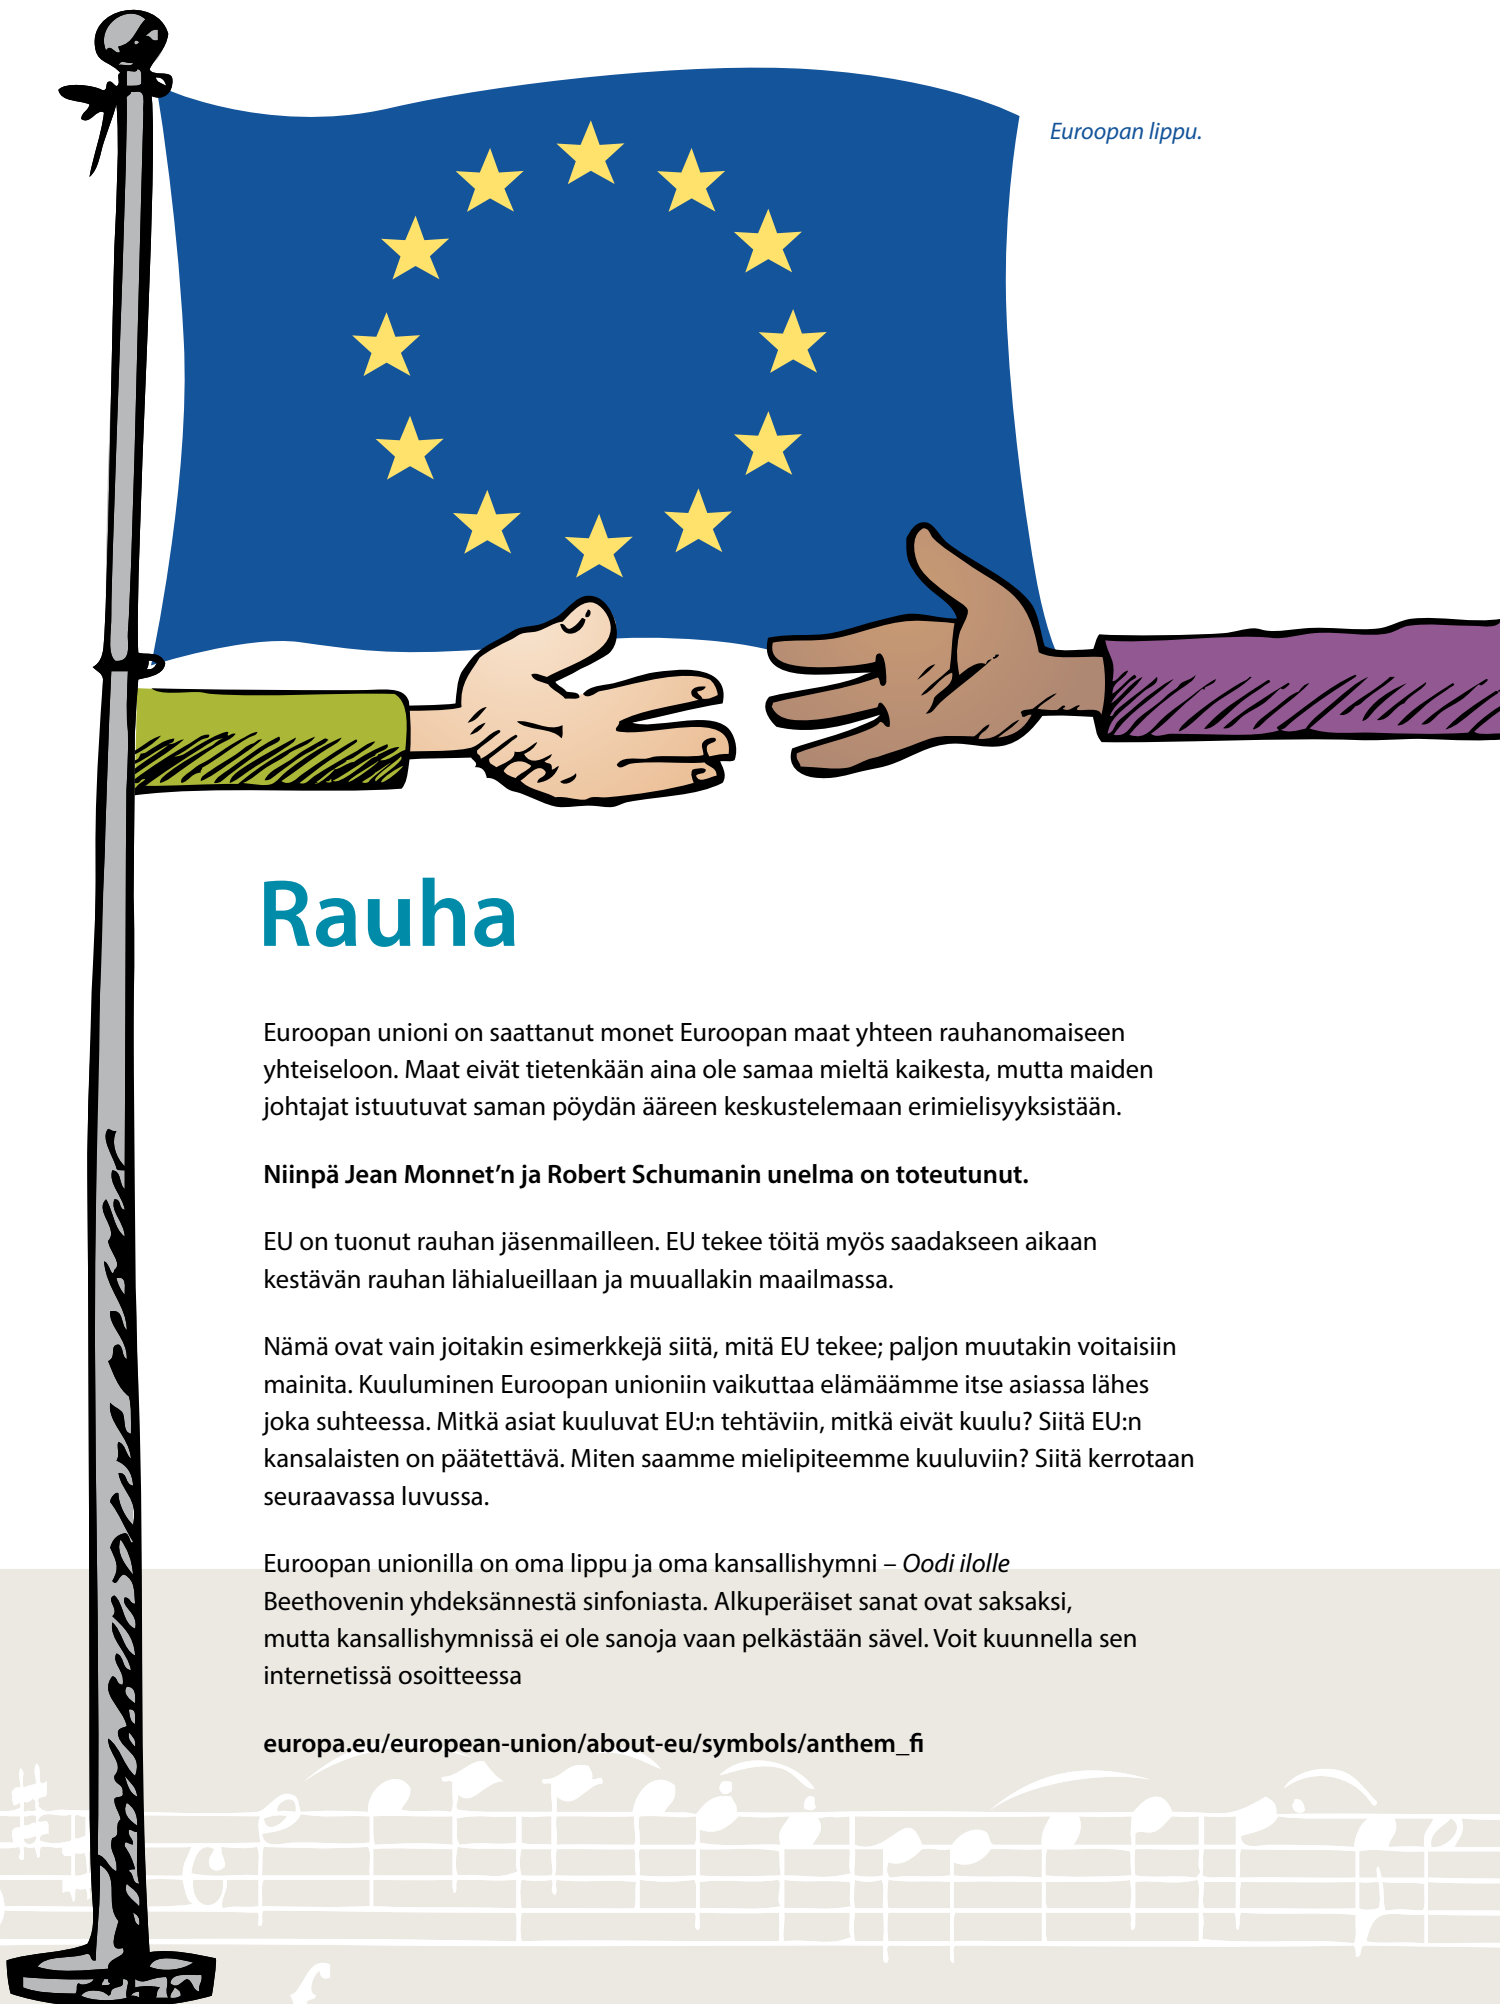 Euroopan lippu.
Rauha
Euroopan unioni on saattanut monet Euroopan maat yhteen rauhanomaiseen
yhteiseloon. Maat eivät tietenkään aina ole samaa mieltä kaikesta, mutta maiden
johtajat istuutuvat saman pöydän ääreen keskustelemaan erimielisyyksistään.
Niinpä Jean Monnet’n ja Robert Schumanin unelma on toteutunut.
EU on tuonut rauhan jäsenmailleen. EU tekee töitä myös saadakseen aikaan
kestävän rauhan lähialueillaan ja muuallakin maailmassa.
Nämä ovat vain joitakin esimerkkejä siitä, mitä EU tekee; paljon muutakin voitaisiin
mainita. Kuuluminen Euroopan unioniin vaikuttaa elämäämme itse asiassa lähes
joka suhteessa. Mitkä asiat kuuluvat EU:n tehtäviin, mitkä eivät kuulu? Siitä EU:n
kansalaisten on päätettävä. Miten saamme mielipiteemme kuuluviin? Siitä kerrotaan
seuraavassa luvussa.
Euroopan unionilla on oma lippu ja oma kansallishymni – Oodi ilolle
Beethovenin yhdeksännestä sinfoniasta. Alkuperäiset sanat ovat saksaksi,
mutta kansallishymnissä ei ole sanoja vaan pelkästään sävel. Voit kuunnella sen
internetissä osoitteessa
europa.eu/european-union/about-eu/symbols/anthem_fi